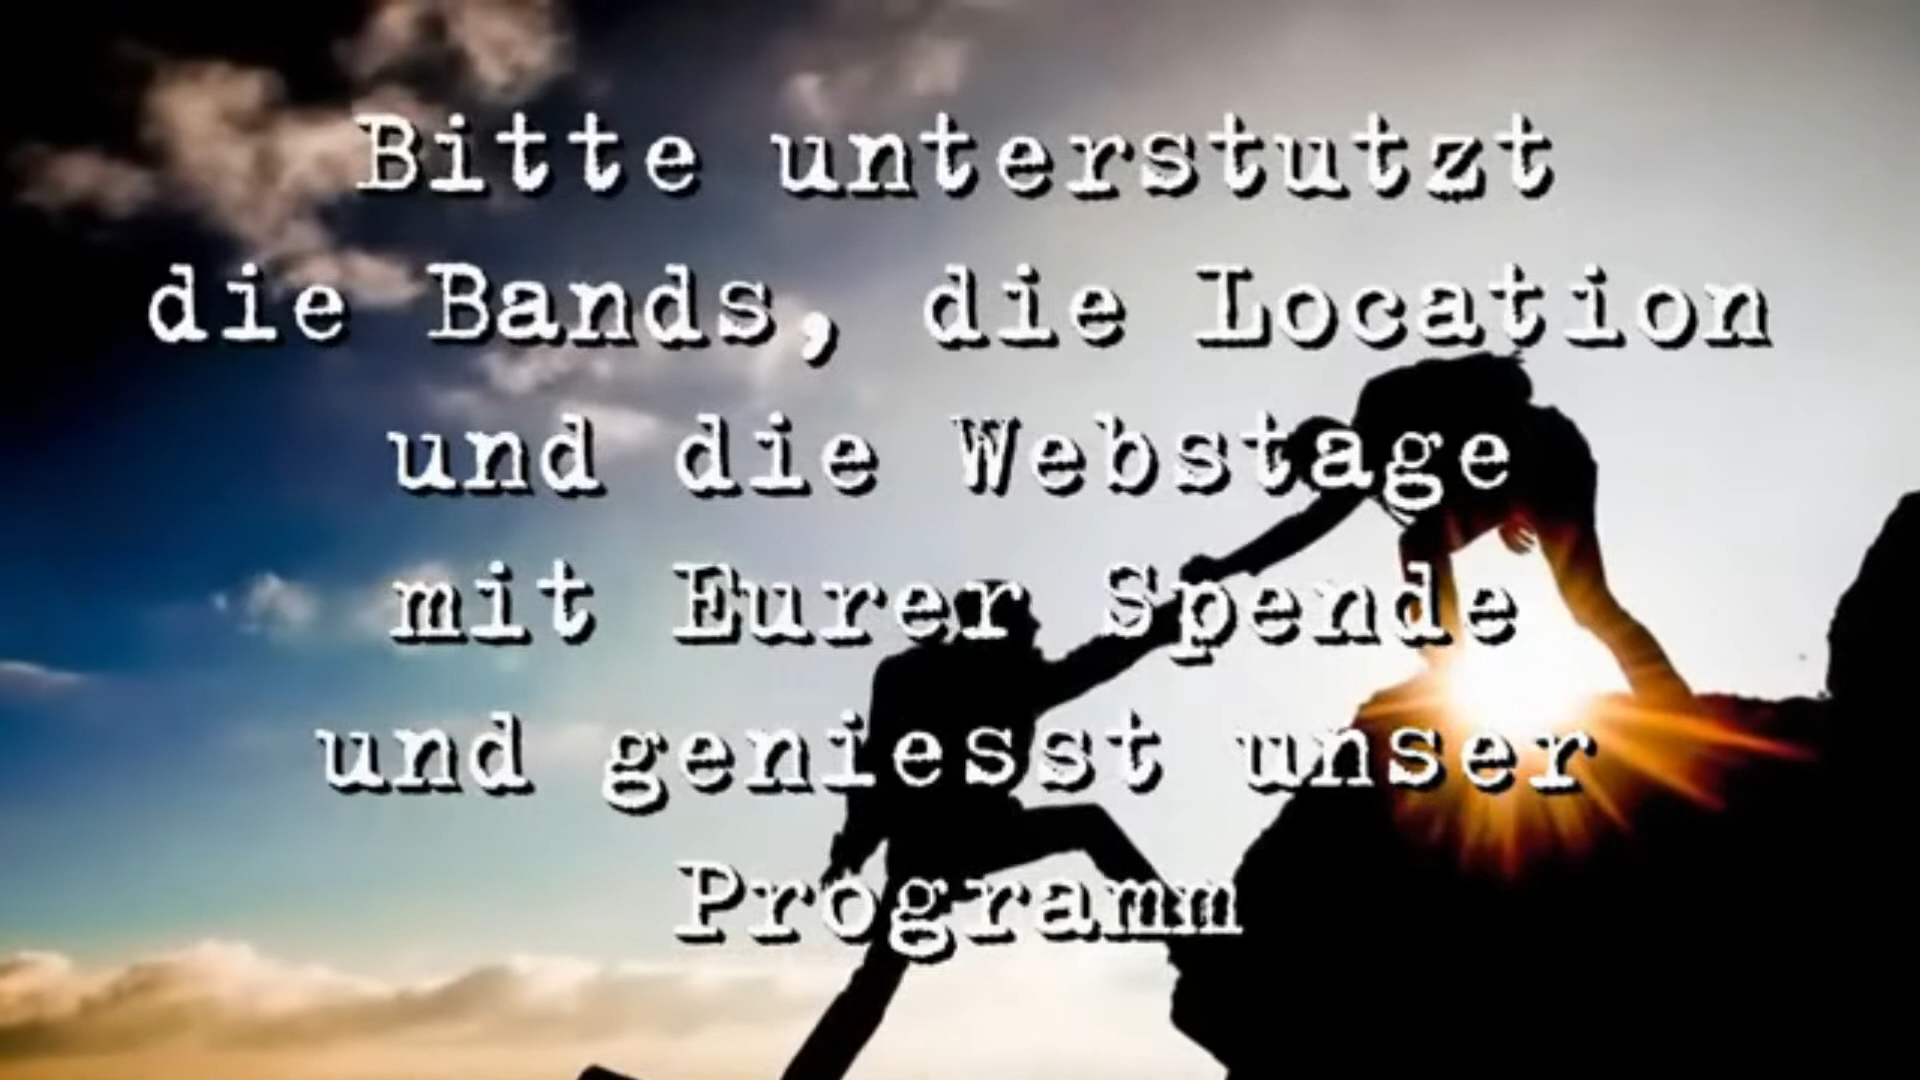 Bitte unterstutzt
die Bands, die Location
und die Webstage
mit Eurer Spende
und geniesst unser
Programm